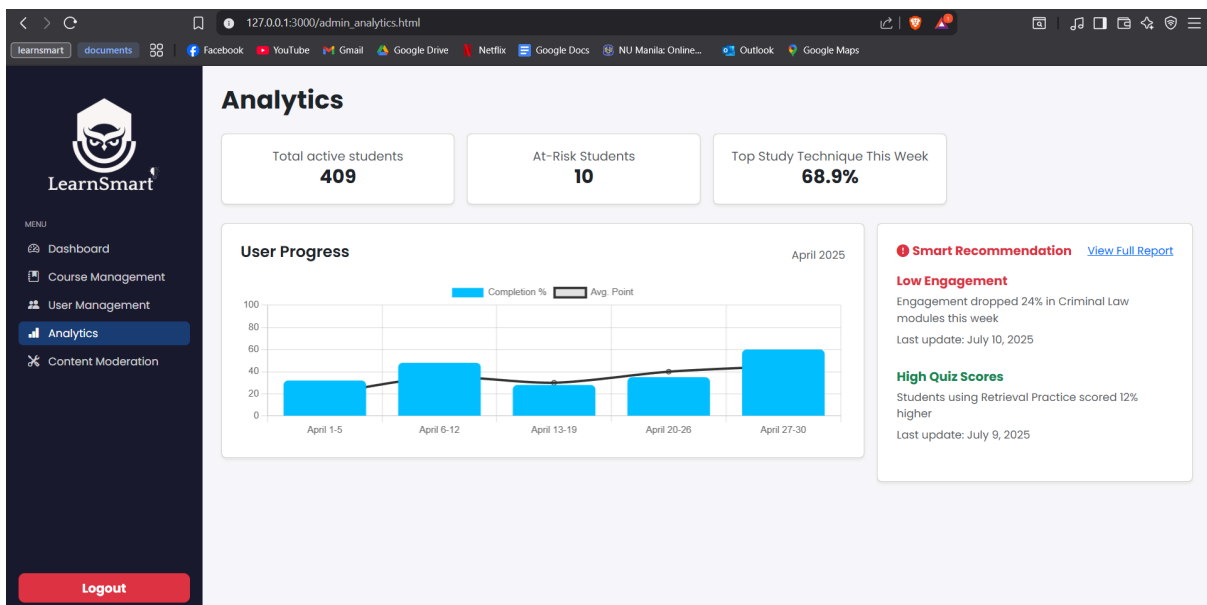 127.0.0.1:3000/admin_analytics.html
learnsmart documents Facebook YouTube Gmail Google Drive Netflix Google Docs NU Manila: Online... Outlook Google Maps
LearnSmart
MENU
Dashboard
Course Management
User Management
Analytics
Content Moderation
Logout
Analytics
Total active students
409
At-Risk Students
10
Top Study Technique This Week
68.9%
User Progress
April 2025
Completion % Avg. Point
100
80
60
40
20
0
April 1-5 April 6-12 April 13-19 April 20-26 April 27-30
Smart Recommendation View Full Report
Low Engagement
Engagement dropped 24% in Criminal Law
modules this week
Last update: July 10, 2025
High Quiz Scores
Students using Retrieval Practice scored 12%
higher
Last update: July 9, 2025